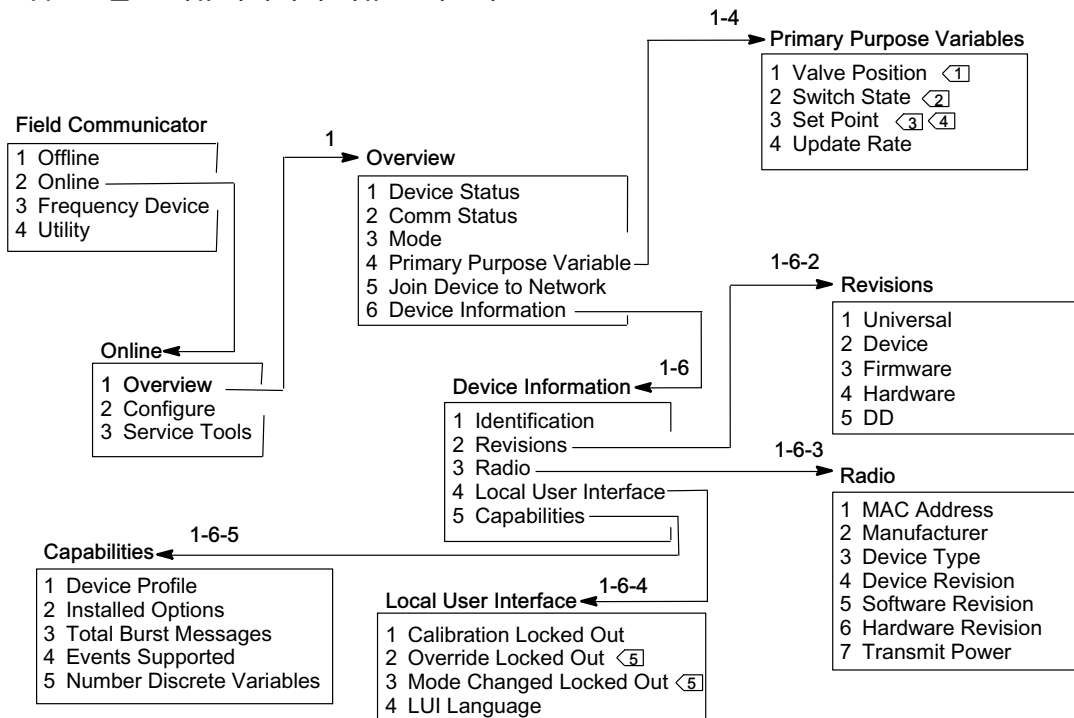 1-4
Primary Purpose Variables
1 Valve Position 1
2 Switch State 2
3 Set Point 3 4
4 Update Rate
Field Communicator
1 Offline
2 Online
3 Frequency Device
4 Utility
1
Overview
1 Device Status
2 Comm Status
3 Mode
4 Primary Purpose Variable
5 Join Device to Network
6 Device Information
1-6-2
Revisions
1 Universal
2 Device
3 Firmware
4 Hardware
5 DD
Online
1 Overview
2 Configure
3 Service Tools
1-6
Device Information
1 Identification
2 Revisions
3 Radio
4 Local User Interface
5 Capabilities
1-6-3
Radio
1 MAC Address
2 Manufacturer
3 Device Type
4 Device Revision
5 Software Revision
6 Hardware Revision
7 Transmit Power
1-6-5
Capabilities
1 Device Profile
2 Installed Options
3 Total Burst Messages
4 Events Supported
5 Number Discrete Variables
1-6-4
Local User Interface
1 Calibration Locked Out
2 Override Locked Out 5
3 Mode Changed Locked Out 5
4 LUI Language